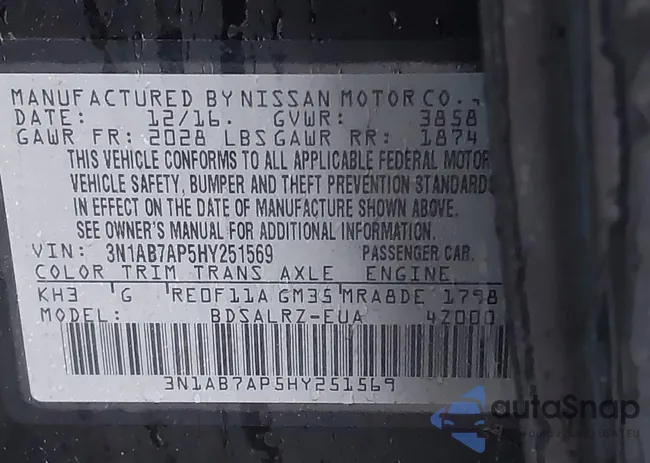 MANUFACTURED BY NISSAN MOTOR CO.,
DATE: 12/16. GVWR: 3858
GAWR FR: 2028 LBS GAWR RR: 1874
THIS VEHICLE CONFORMS TO ALL APPLICABLE FEDERAL MOTOR
VEHICLE SAFETY, BUMPER AND THEFT PREVENTION STANDARDS
IN EFFECT ON THE DATE OF MANUFACTURE SHOWN ABOVE.
SEE OWNER'S MANUAL FOR ADDITIONAL INFORMATION.
VIN: 3N1AB7AP5HY251569 PASSENGER CAR.
COLOR TRIM TRANS AXLE ENGINE
KH3 G RE0F11A GM35 MRA8DE 1798
MODEL: BDSALRZ-EUA 42000
3N1AB7AP5HY251569
autoSnap